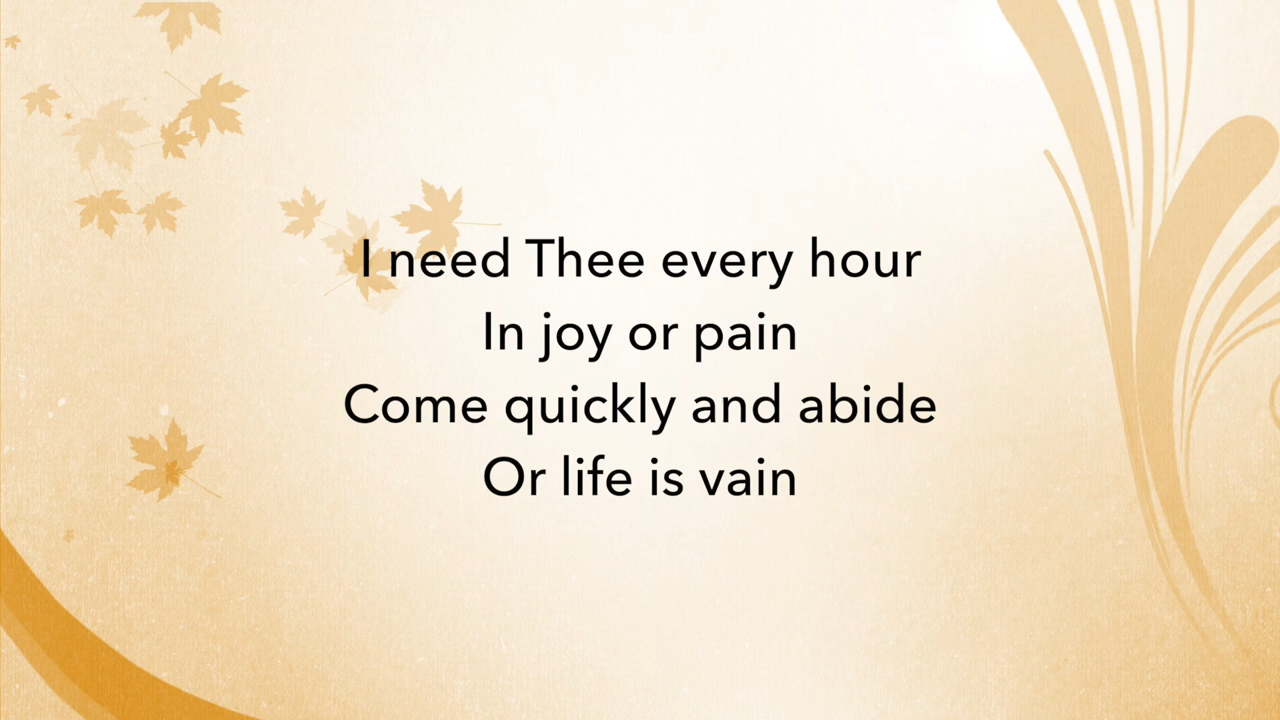 I need Thee every hour
In joy or pain
Come quickly and abide
Or life is vain